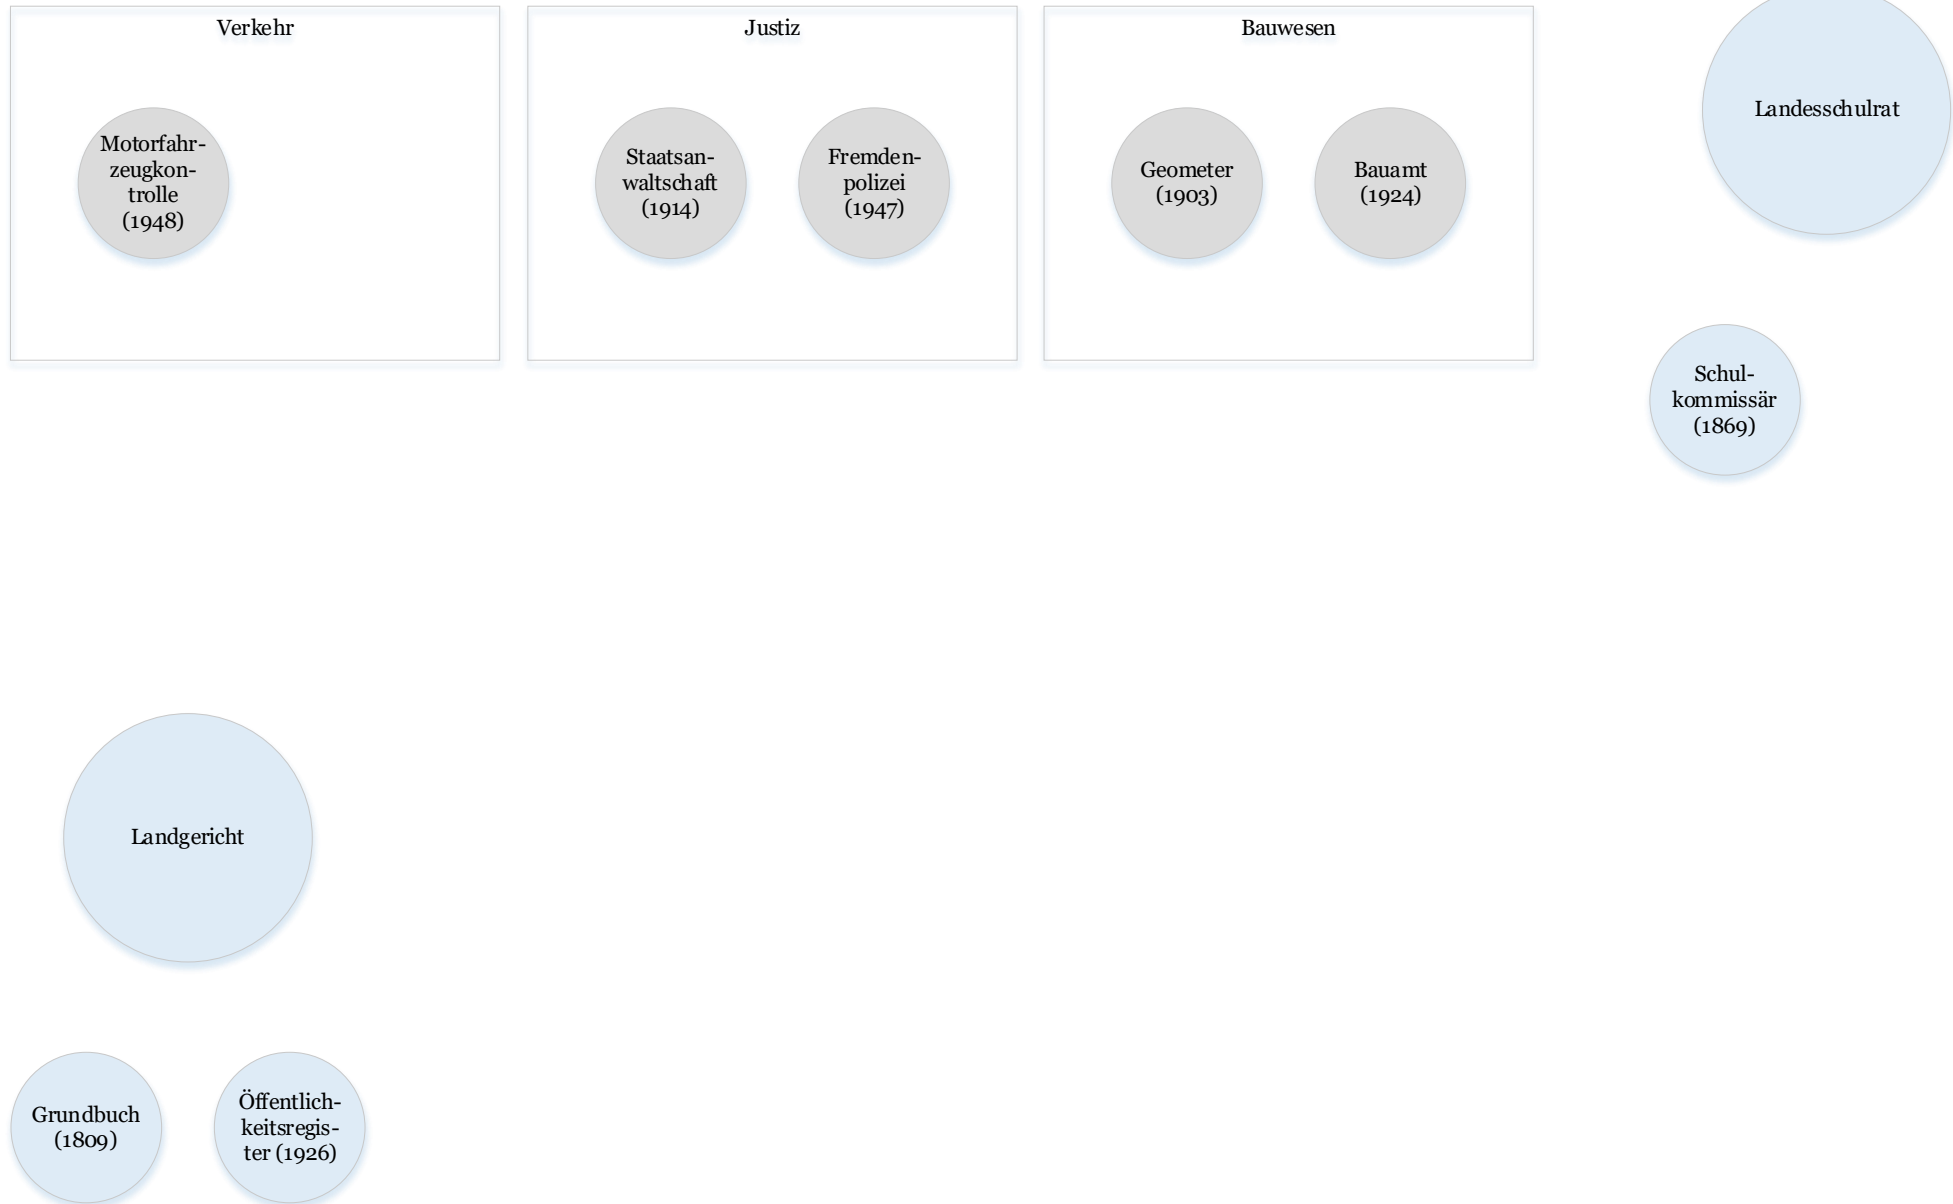 Verkehr
Motorfahr-
zeugkon-
trolle
(1948)
Justiz
Staatsan-
waltschaft
(1914)
Fremden-
polizei
(1947)
Bauwesen
Geometer
(1903)
Bauamt
(1924)
Landesschulrat
Schul-
kommissär
(1869)
Landgericht
Grundbuch
(1809)
Öffentlich-
keitsregis-
ter (1926)